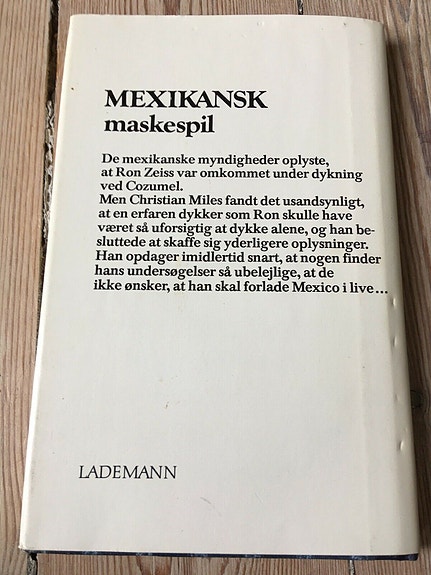 MEXIKANSK
maskespil
De mexikanske myndigheder oplyste,
at Ron Zeiss var omkommet under dykning
ved Cozumel.
Men Christian Miles fandt det usandsynligt,
at en erfaren dykker som Ron skulle have
været så uforsigtig at dykke alene, og han be-
sluttede at skaffe sig yderligere oplysninger.
Han opdager imidlertid snart, at nogen finder
hans undersøgelser så ubelejlige, at de
ikke ønsker, at han skal forlade Mexico i live...
LADEMANN